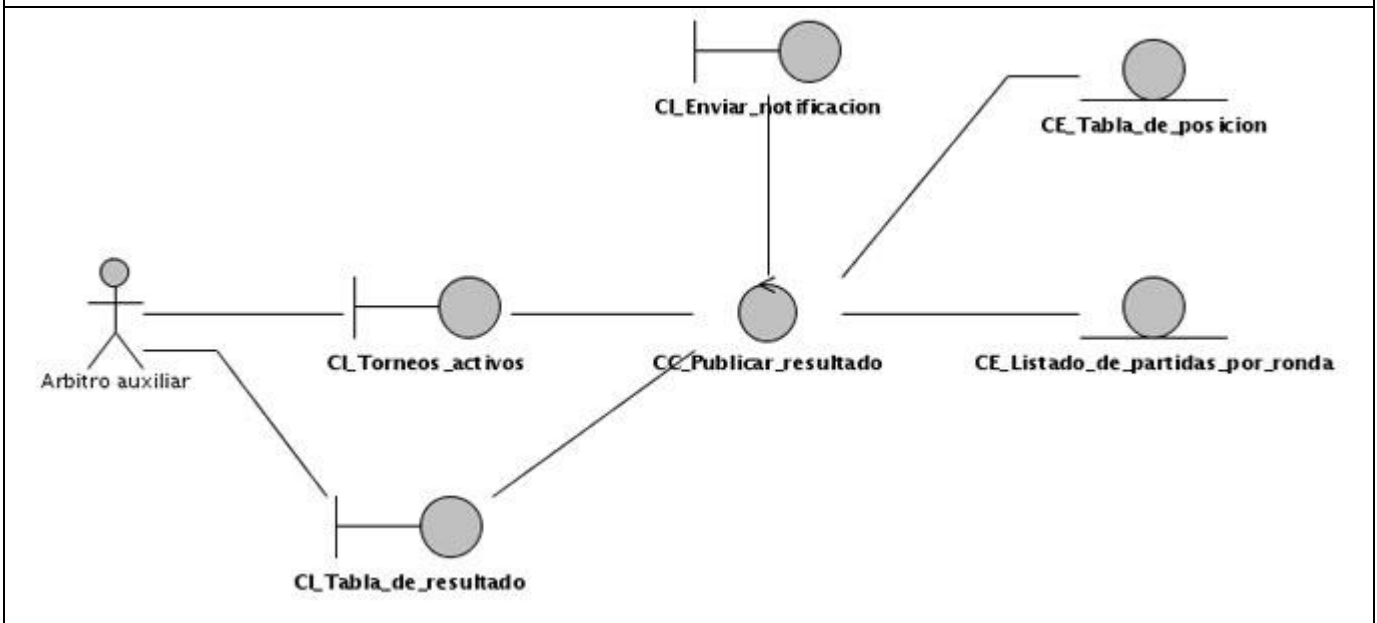 CI_Enviar_notificacion
CE_Tabla_de_posicion
CI_Torneos_activos
CC_Publicar_resultado
CE_Listado_de_partidas_por_ronda
Arbitro auxiliar
CI_Tabla_de_resultado